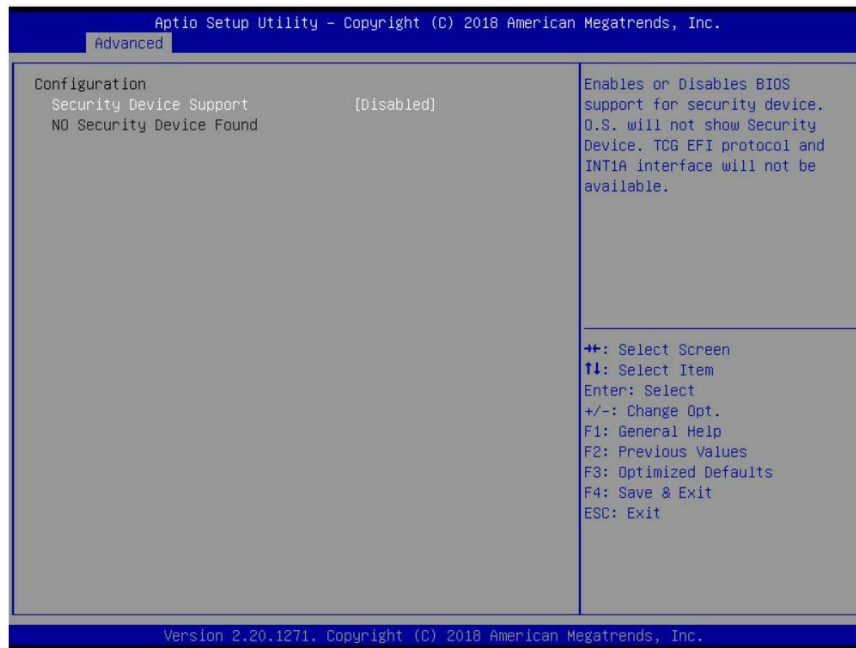 Aptio Setup Utility – Copyright (C) 2018 American Megatrends, Inc.
Advanced
Configuration
Security Device Support [Disabled]
NO Security Device Found
Enables or Disables BIOS
support for security device.
O.S. will not show Security
Device. TCG EFI protocol and
INT1A interface will not be
available.
→←: Select Screen
↑↓: Select Item
Enter: Select
+/-: Change Opt.
F1: General Help
F2: Previous Values
F3: Optimized Defaults
F4: Save & Exit
ESC: Exit
Version 2.20.1271. Copyright (C) 2018 American Megatrends, Inc.